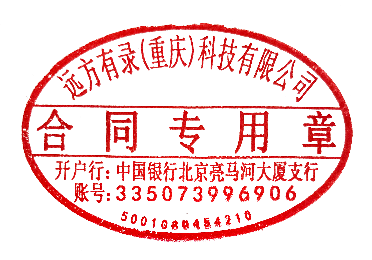 远方有录(重庆)科技有限公司
合同专用章
开户行: 中国银行北京亮马河大厦支行
账号: 335073996906